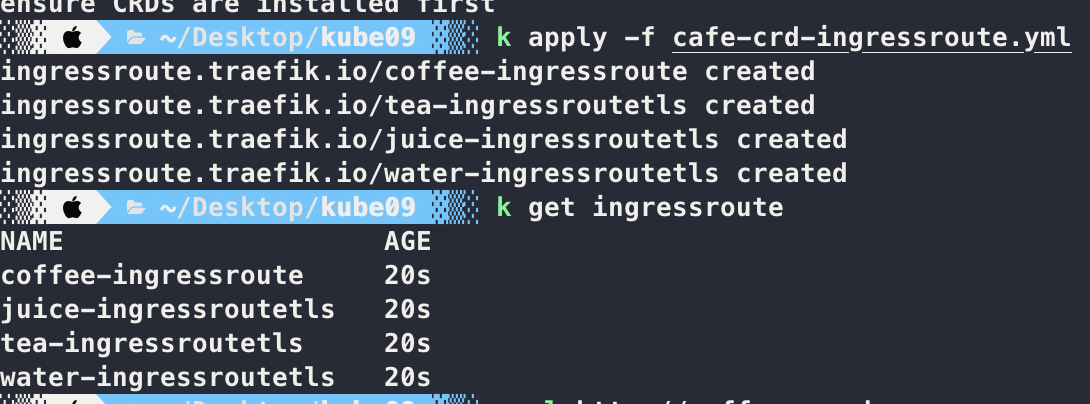 ensure CRDs are installed first
~/Desktop/kube09 k apply -f cafe-crd-ingressroute.yml
ingressroute.traefik.io/coffee-ingressroute created
ingressroute.traefik.io/tea-ingressroutetls created
ingressroute.traefik.io/juice-ingressroutetls created
ingressroute.traefik.io/water-ingressroutetls created
~/Desktop/kube09 k get ingressroute
NAME AGE
coffee-ingressroute 20s
juice-ingressroutetls 20s
tea-ingressroutetls 20s
water-ingressroutetls 20s
~/Desktop/kube09